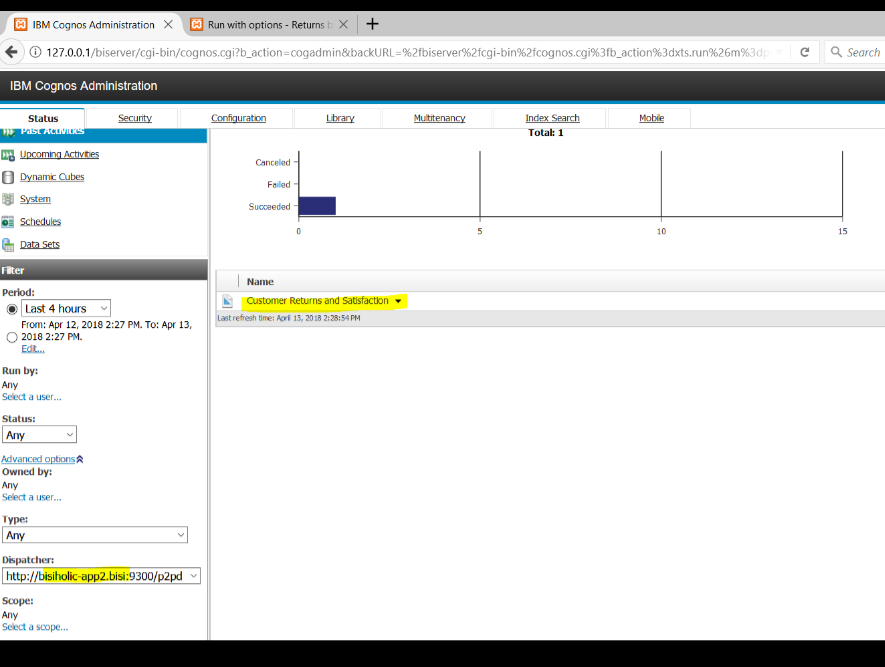 IBM Cognos Administration
Run with options - Returns b
127.0.0.1/biserver/cgi-bin/cognos.cgi?b_action=cogadmin&backURL=%2fbiserver%2fcgi-bin%2fcognos.cgi%3fb_action%3dxts.run%26m%3dp
Search
IBM Cognos Administration
Status Security Configuration Library Multitenancy Index Search Mobile
Past Activities
Upcoming Activities
Dynamic Cubes
System
Schedules
Data Sets
Filter
Period:
Last 4 hours
From: Apr 12, 2018 2:27 PM. To: Apr 13,
2018 2:27 PM.
Edit...
Run by:
Any
Select a user...
Status:
Any
Advanced options
Owned by:
Any
Select a user...
Type:
Any
Dispatcher:
http://bisiholic-app2.bisi:9300/p2pd
Scope:
Any
Select a scope...
Total: 1
Canceled
Failed
Succeeded
0 5 10 15
Name
Customer Returns and Satisfaction
Last refresh time: April 13, 2018 2:28:54 PM